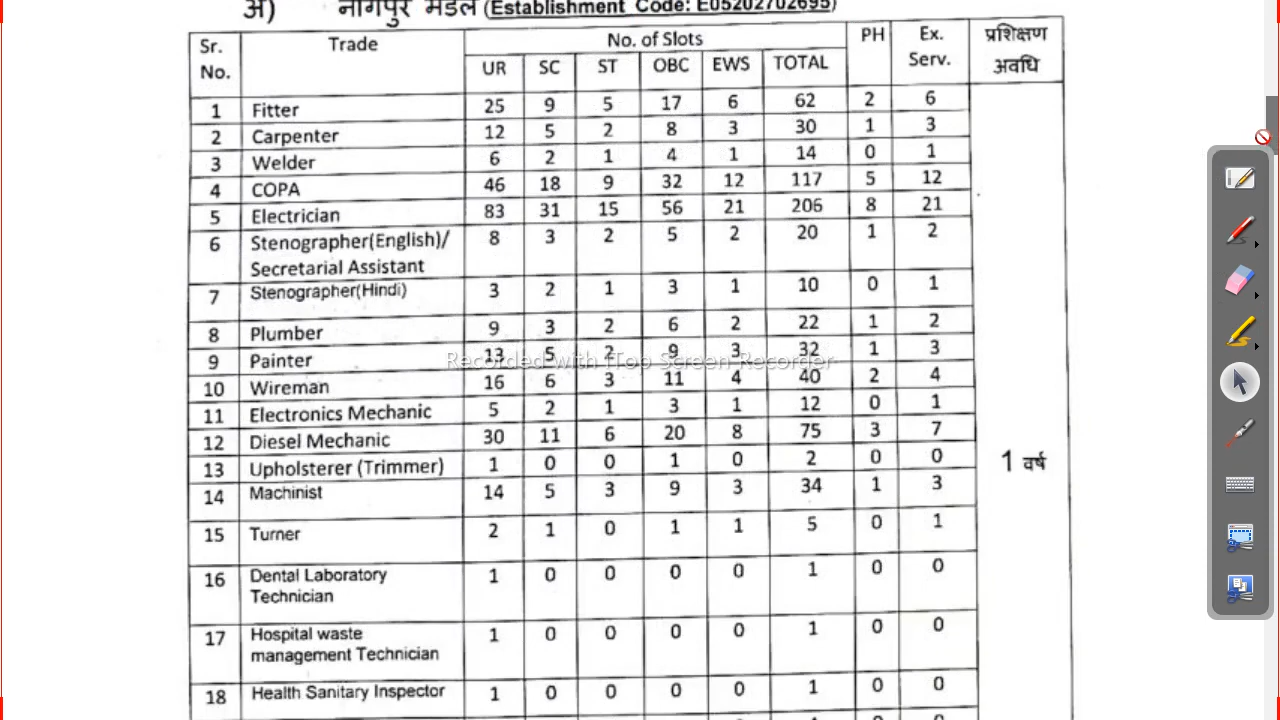 अ) नागपुर मंडल (Establishment Code: E05202702695)
Sr. No. Trade No. of Slots PH Ex. Serv. प्रशिक्षण अवधि
UR SC ST OBC EWS TOTAL
1 Fitter 25 9 5 17 6 62 2 6
2 Carpenter 12 5 2 8 3 30 1 3
3 Welder 6 2 1 4 1 14 0 1
4 COPA 46 18 9 32 12 117 5 12
5 Electrician 83 31 15 56 21 206 8 21
6 Stenograpger(English)/ 8 3 2 5 2 20 1 2
Secretarial Assistant
7 Stenographer(Hindi) 3 2 1 3 1 10 0 1
8 Plumber 9 3 2 6 2 22 1 2
9 Painter 13 5 2 9 3 32 1 3
Recorded with iTop Screen Recorder
10 Wireman 16 6 3 11 4 40 2 4
11 Electronics Mechanic 5 2 1 3 1 12 0 1
12 Diesel Mechanic 30 11 6 20 8 75 3 7
13 Upholsterer (Trimmer) 1 0 0 1 0 2 0 0
1 वर्ष
14 Machinist 14 5 3 9 3 34 1 3
15 Turner 2 1 0 1 1 5 0 1
16 Dental Laboratory 1 0 0 0 0 1 0 0
Technician
17 Hospital waste 1 0 0 0 0 1 0 0
management Technician
18 Health Sanitary Inspector 1 0 0 0 0 1 0 0